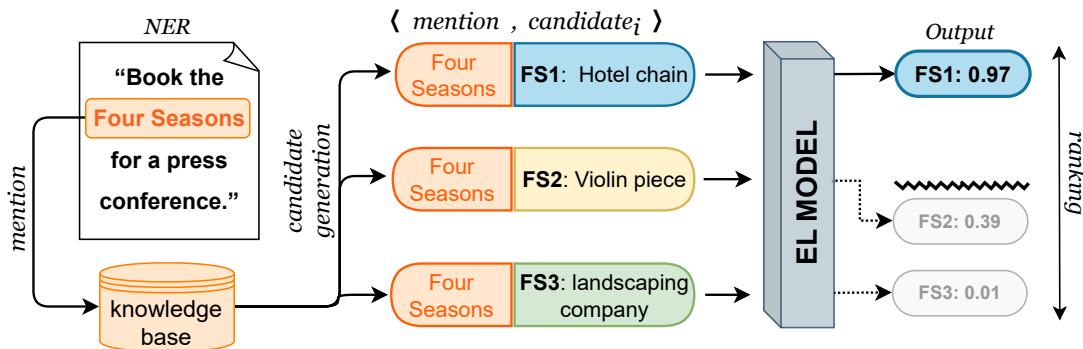 NER
“Book the
Four Seasons
for a press
conference.”
mention
knowledge
base
candidate
generation
⟨ mention , candidateᵢ ⟩
Four
Seasons
FS1: Hotel chain
Four
Seasons
FS2: Violin piece
Four
Seasons
FS3: landscaping
company
EL MODEL
Output
FS1: 0.97
FS2: 0.39
FS3: 0.01
ranking